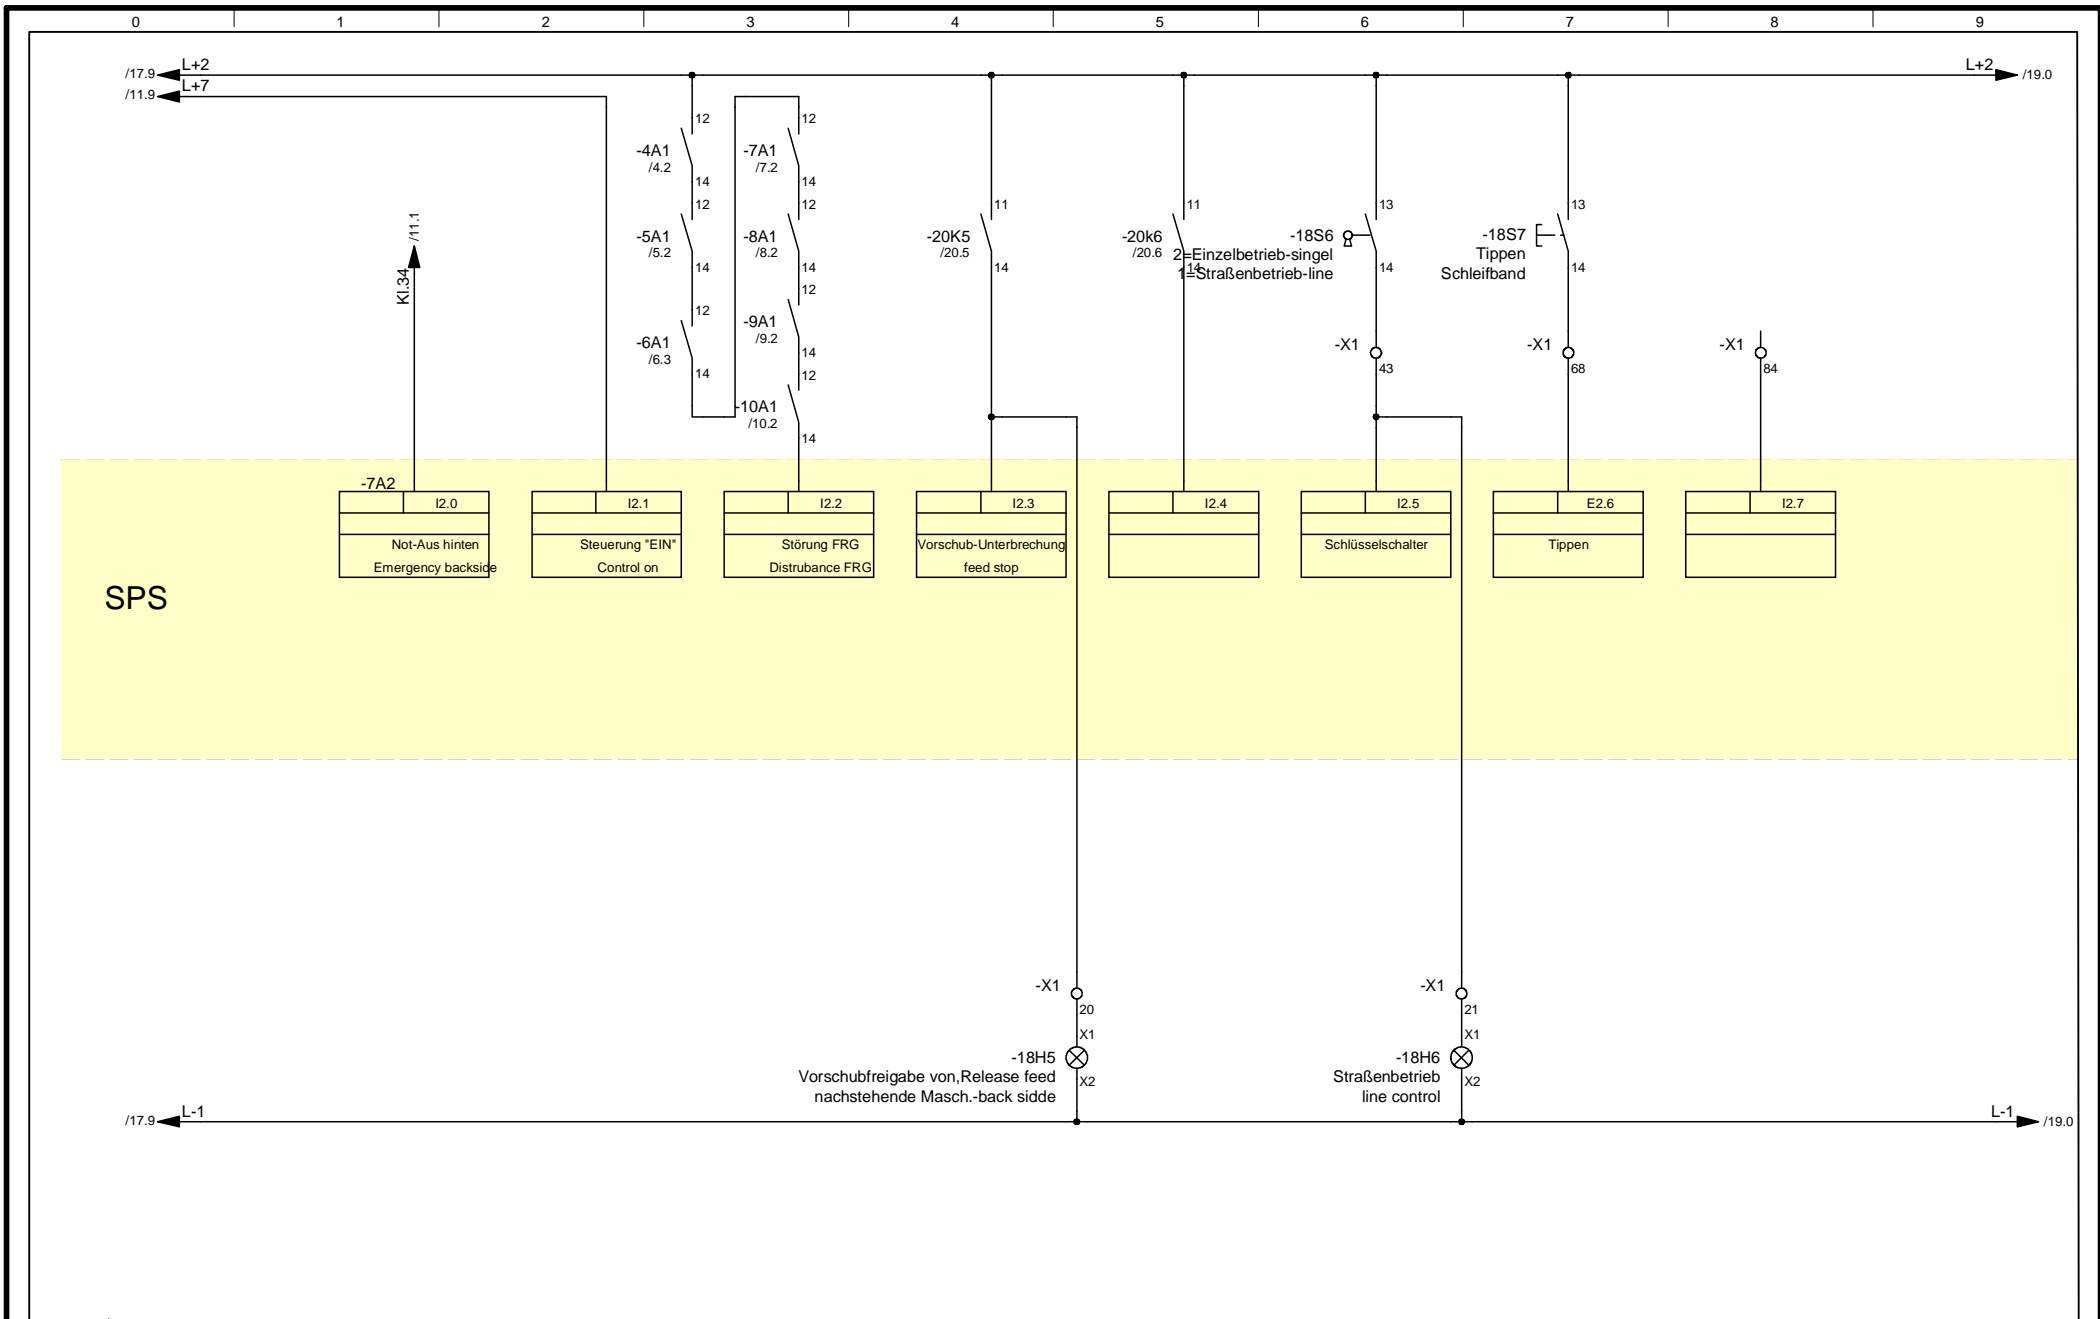 0 1 2 3 4 5 6 7 8 9
/17.9 L+2 L+2 /19.0
/11.9 L+7
12 12
-4A1 -7A1
/4.2 /7.2
14 14
12 12 11 11 13 13
-5A1 -8A1 -20K5 -20k6 -18S6 -18S7
/5.2 /8.2 /20.5 /20.6 2=Einzelbetrieb-singel Tippen
14 14 14 14 1=Straßenbetrieb-line 14 Schleifband 14
/11.1
Kl.34
12 12
-6A1 -9A1 -X1 -X1 -X1
/6.3 /9.2
14 14 43 68 84
12
-10A1
/10.2
14
-7A2
I2.0 I2.1 I2.2 I2.3 I2.4 I2.5 E2.6 I2.7
Not-Aus hinten Steuerung "EIN" Störung FRG Vorschub-Unterbrechung Schlüsselschalter Tippen
Emergency backside Control on Distrubance FRG feed stop
SPS
-X1 -X1
20 21
X1 X1
-18H5 -18H6
Vorschubfreigabe von,Release feed X2 Straßenbetrieb X2
nachstehende Masch.-back sidde line control
/17.9 L-1 L-1 /19.0